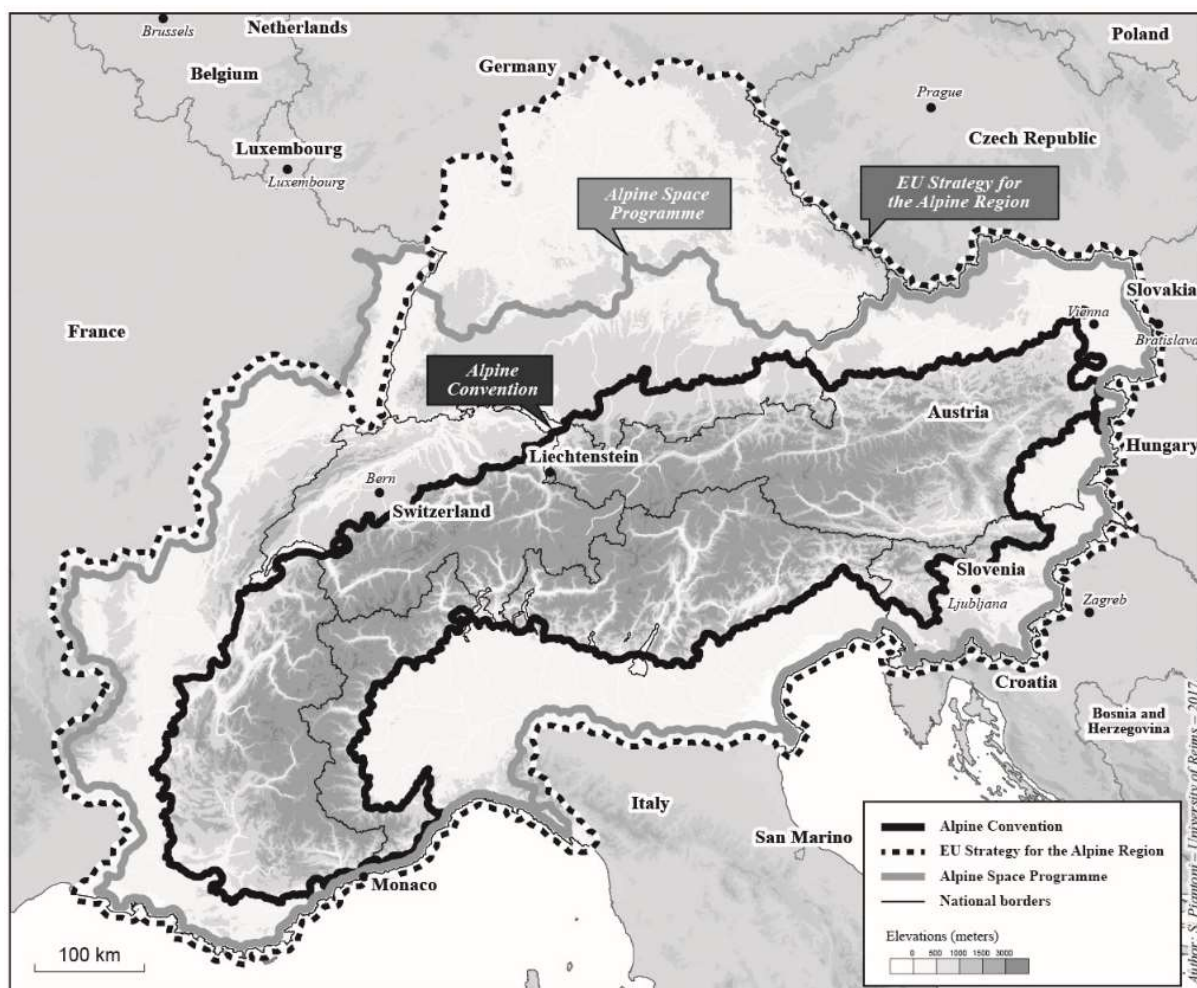 Brussels
Netherlands
Poland
Belgium
Germany
Prague
Czech Republic
Luxembourg
Luxembourg
Alpine Space
Programme
EU Strategy for
the Alpine Region
France
Slovakia
Vienna
Bratislava
Alpine
Convention
Austria
Liechtenstein
Hungary
Bern
Switzerland
Slovenia
Ljubljana
Zagreb
Croatia
Bosnia and
Herzegovina
Italy
San Marino
Monaco
100 km
Alpine Convention
EU Strategy for the Alpine Region
Alpine Space Programme
National borders
Elevations (meters)
0 500 1000 1500 3000
University of Reims – 2017